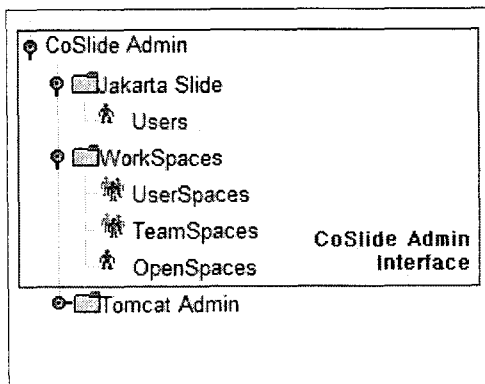 CoSlide Admin
Jakarta Slide
Users
WorkSpaces
UserSpaces
TeamSpaces
OpenSpaces
CoSlide Admin
Interface
Tomcat Admin